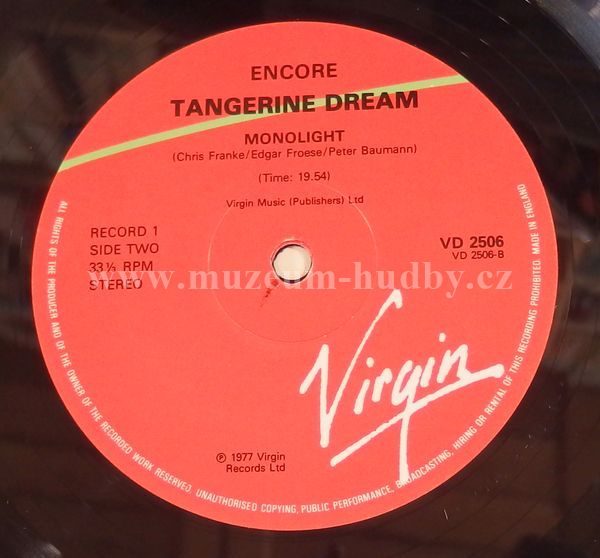 ENCORE
TANGERINE DREAM
MONOLIGHT
(Chris Franke/Edgar Froese/Peter Baumann)
(Time: 19.54)
Virgin Music (Publishers) Ltd
RECORD 1
SIDE TWO
33⅓ RPM
STEREO
VD 2506
VD 2506-B
www.muzeum-hudby.cz
Virgin
℗ 1977 Virgin
Records Ltd
ALL RIGHTS OF THE PRODUCER AND OF THE OWNER OF THE RECORDED WORK RESERVED. UNAUTHORISED COPYING, PUBLIC PERFORMANCE, BROADCASTING, HIRING OR RENTAL OF THIS RECORDING PROHIBITED. MADE IN ENGLAND